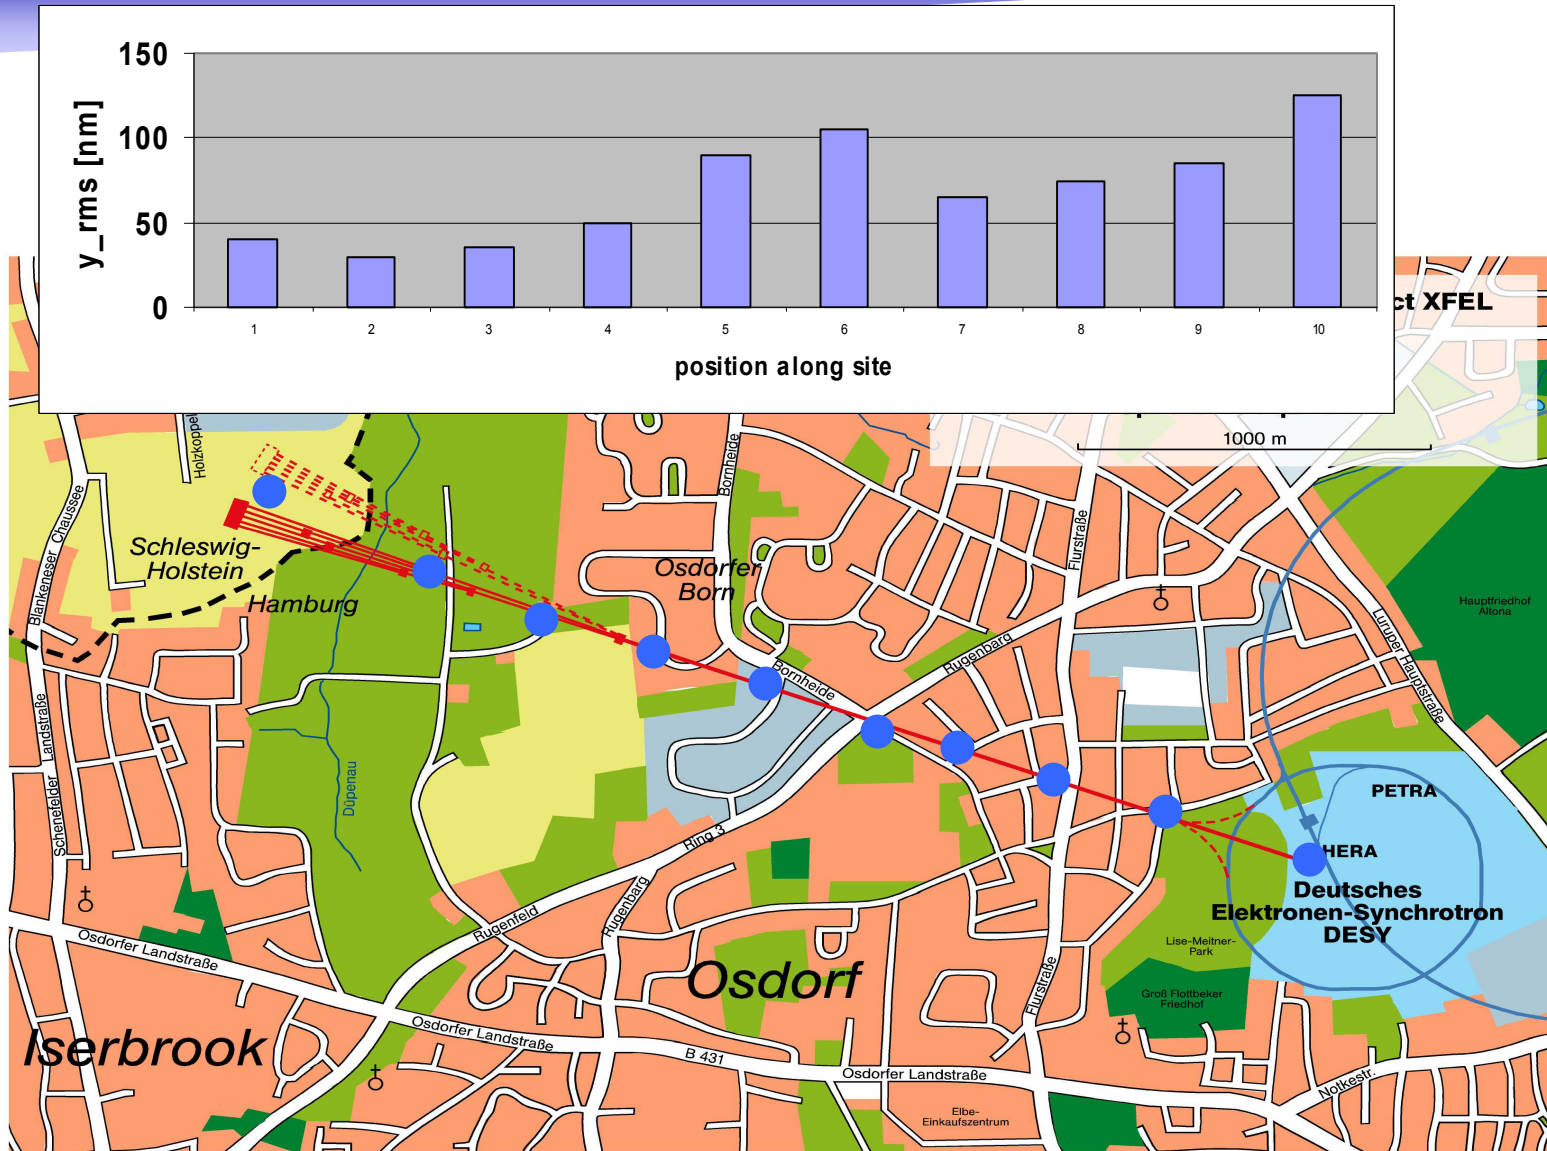 150
100
50
0
y_rms [nm]
1
2
3
4
5
6
7
8
9
10
position along site
ct XFEL
1000 m
Holzkoppel
Blankeneser Chaussee
Schleswig-
Holstein
Hamburg
Bornheide
Osdorfer
Born
Flurstraße
Hauptfriedhof
Altona
Luruper Hauptstraße
Rugenbarg
Bornheide
Schenefelder Landstraße
Düpenau
PETRA
HERA
Deutsches
Elektronen-Synchrotron
DESY
Ring 3
Rugenbarg
Rugenfeld
Lise-Meitner-
Park
Osdorfer Landstraße
Osdorf
Flurstraße
Groß Flottbeker
Friedhof
Iserbrook
Osdorfer Landstraße
B 431
Osdorfer Landstraße
Notkestr.
Elbe-
Einkaufszentrum